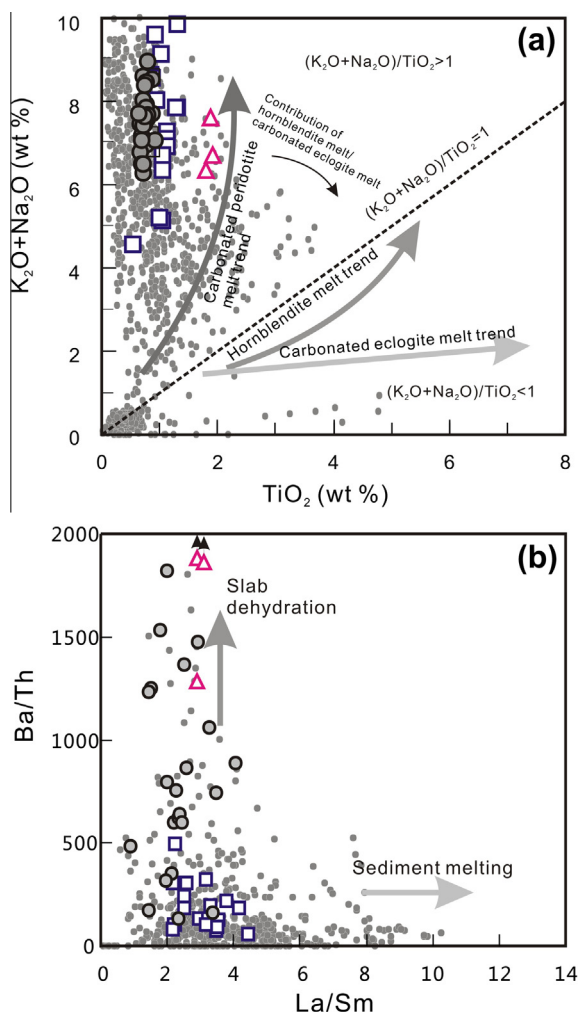 (a)
(K₂O+Na₂O)/TiO₂>1
Contribution of
hornblendite melt/
carbonated eclogite melt
(K₂O+Na₂O)/TiO₂=1
Carbonated peridotite
melt trend
Hornblendite melt trend
Carbonated eclogite melt trend
(K₂O+Na₂O)/TiO₂<1
K₂O+Na₂O (wt %)
10
8
6
4
2
0
0 2 4 6 8
TiO₂ (wt %)
(b)
Slab
dehydration
Sediment melting
Ba/Th
2000
1500
1000
500
0
0 2 4 6 8 10 12 14
La/Sm